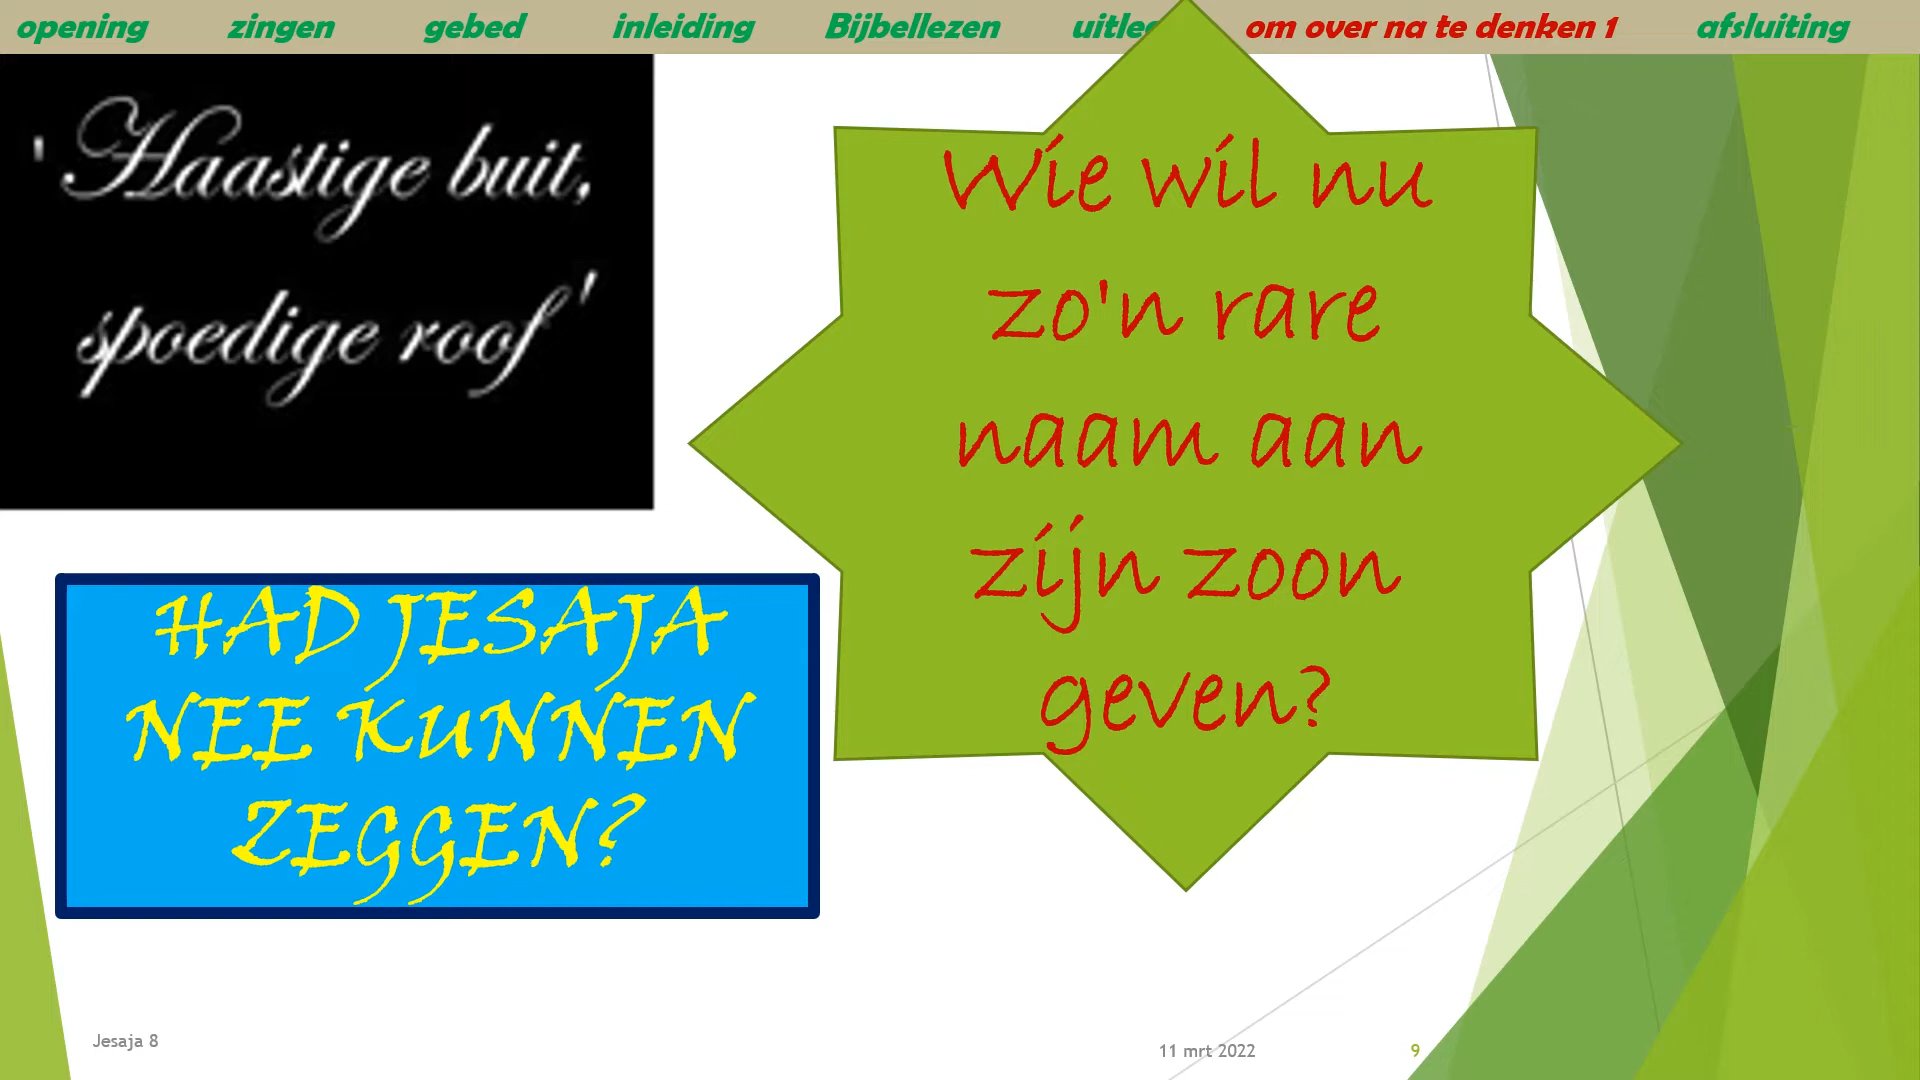 opening zingen gebed inleiding Bijbellezen uitle om over na te denken 1 afsluiting
'Haastige buit,
spoedige roof'
Wie wil nu
zo'n rare
naam aan
zijn zoon
geven?
HAD JESAJA
NEE KUNNEN
ZEGGEN?
Jesaja 8
11 mrt 2022
9